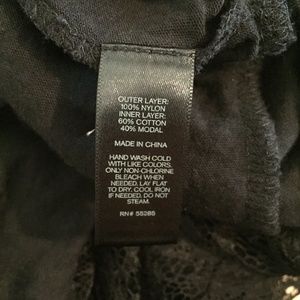 OUTER LAYER:
100% NYLON
INNER LAYER:
60% COTTON
40% MODAL
MADE IN CHINA
HAND WASH COLD
WITH LIKE COLORS.
ONLY NON-CHLORINE
BLEACH WHEN
NEEDED. LAY FLAT
TO DRY. COOL IRON
IF NEEDED. DO NOT
STEAM.
RN# 55285